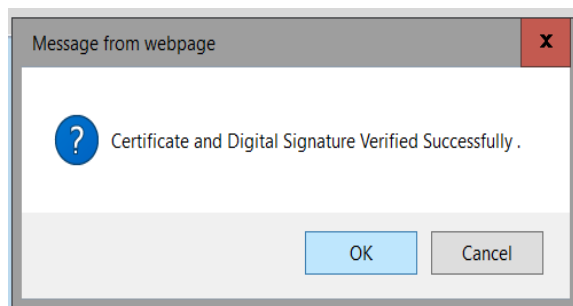 Message from webpage
x
?
Certificate and Digital Signature Verified Successfully .
OK
Cancel